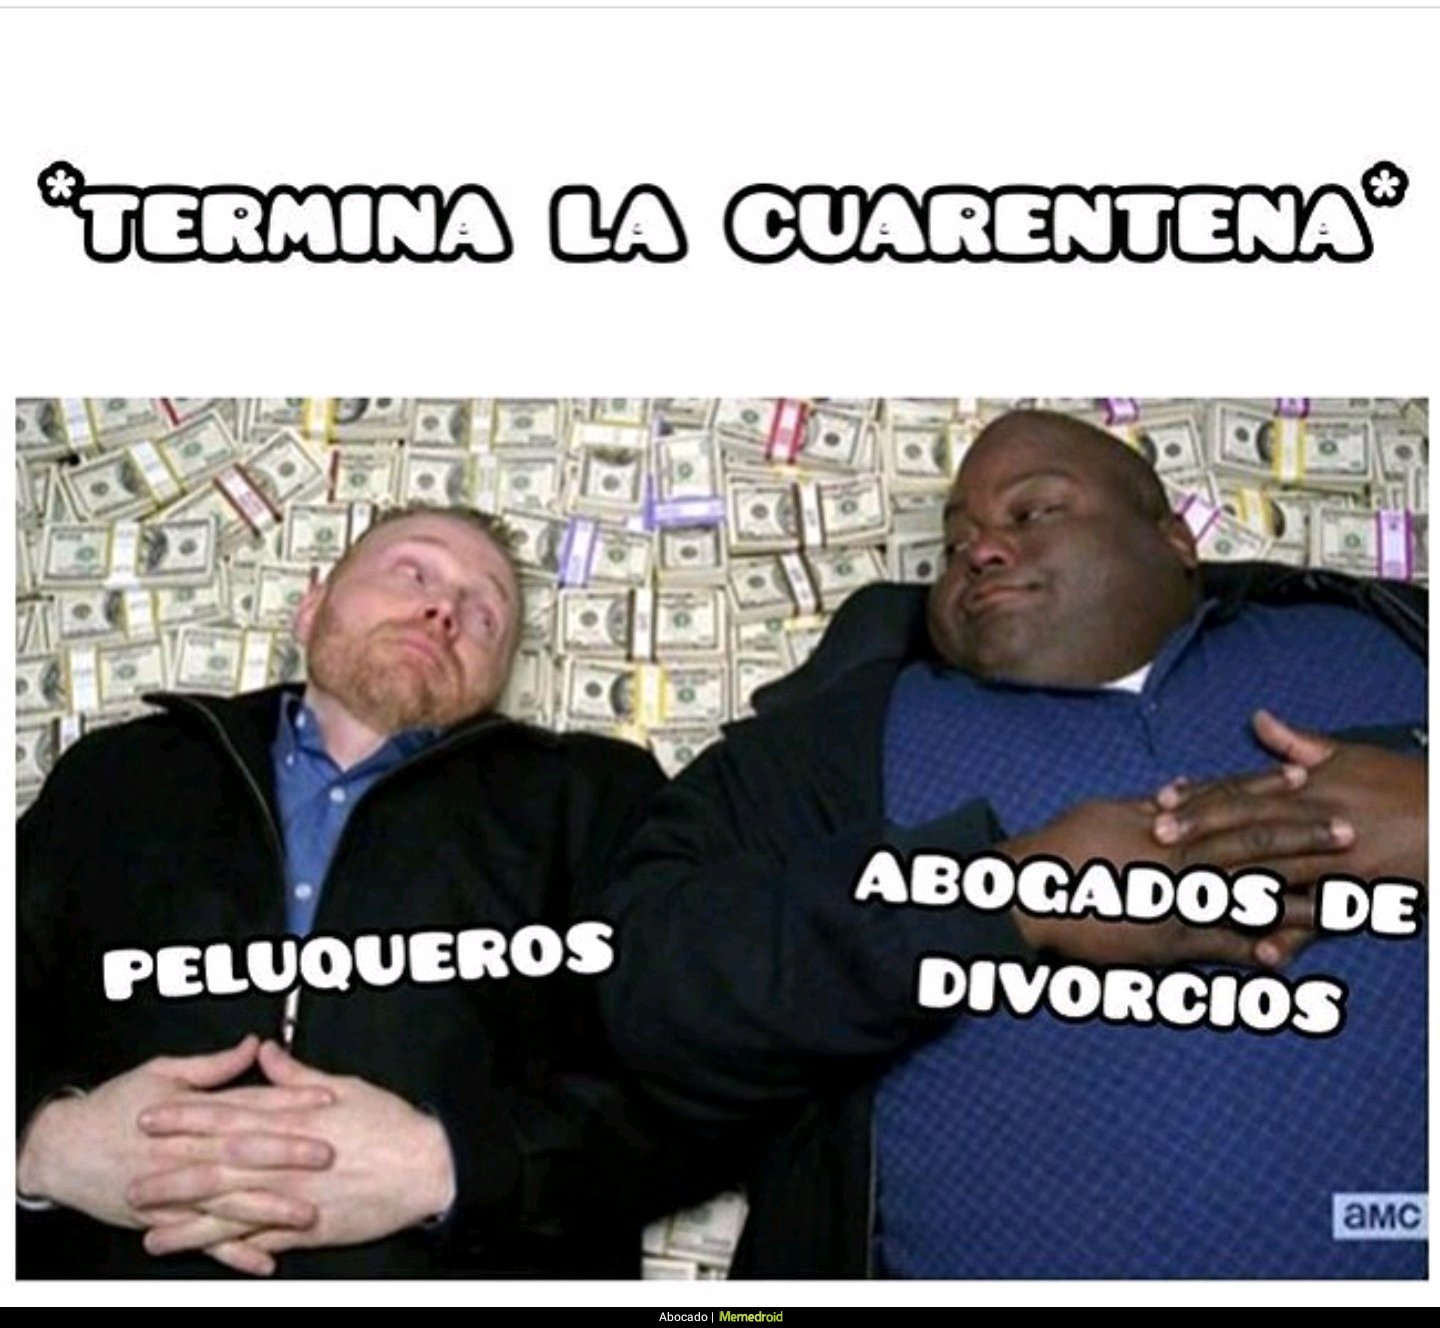 *TERMINA LA CUARENTENA*
PELUQUEROS
ABOGADOS DE
DIVORCIOS
aMC
Abocado | Memedroid